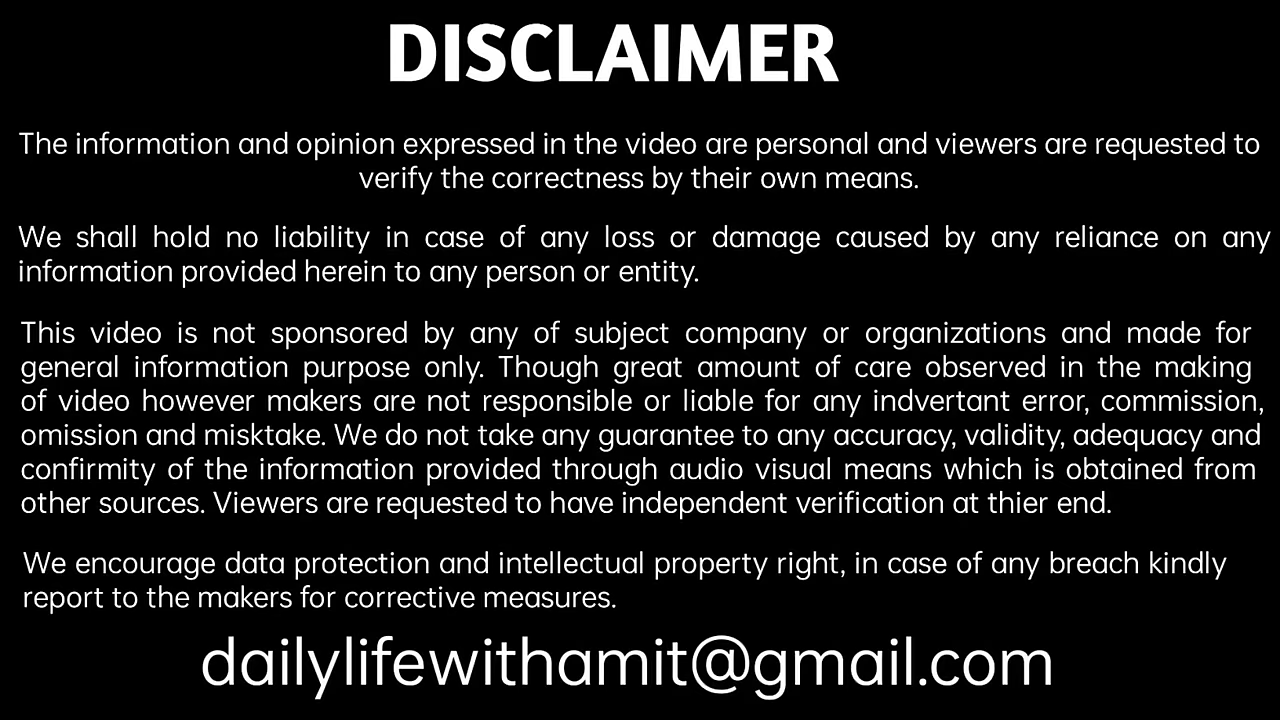 DISCLAIMER
The information and opinion expressed in the video are personal and viewers are requested to
verify the correctness by their own means.
We shall hold no liability in case of any loss or damage caused by any reliance on any
information provided herein to any person or entity.
This video is not sponsored by any of subject company or organizations and made for
general information purpose only. Though great amount of care observed in the making
of video however makers are not responsible or liable for any indvertant error, commission,
omission and misktake. We do not take any guarantee to any accuracy, validity, adequacy and
confirmity of the information provided through audio visual means which is obtained from
other sources. Viewers are requested to have independent verification at thier end.
We encourage data protection and intellectual property right, in case of any breach kindly
report to the makers for corrective measures.
dailylifewithamit@gmail.com